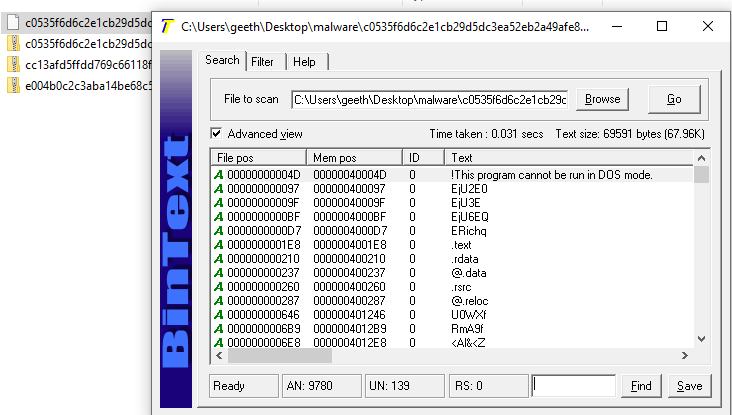 c0535f6d6c2e1cb29d5dc
c0535f6d6c2e1cb29d5dc
cc13afd5ffdd769c66118f
e004b0c2c3aba14be68c5
C:\Users\geeth\Desktop\malware\c0535f6d6c2e1cb29d5dc3ea52eb2a49afe8...
Search Filter Help
File to scan C:\Users\geeth\Desktop\malware\c0535f6d6c2e1cb29d Browse Go
Advanced view Time taken : 0.031 secs Text size: 69591 bytes (67.96K)
File pos Mem pos ID Text
A 00000000004D 00000040004D 0 !This program cannot be run in DOS mode.
A 000000000097 000000400097 0 EjU2E0
A 00000000009F 00000040009F 0 EjU3E
A 0000000000BF 0000004000BF 0 EjU6EQ
A 0000000000D7 0000004000D7 0 ERichq
A 0000000001E8 0000004001E8 0 .text
A 000000000210 000000400210 0 .rdata
A 000000000237 000000400237 0 @.data
A 000000000260 000000400260 0 .rsrc
A 000000000287 000000400287 0 @.reloc
A 000000000646 000000401246 0 U0WXf
A 0000000006B9 0000004012B9 0 RmA9f
A 0000000006E8 0000004012E8 0 <AI&<Z
Ready AN: 9780 UN: 139 RS: 0 Find Save
BinText